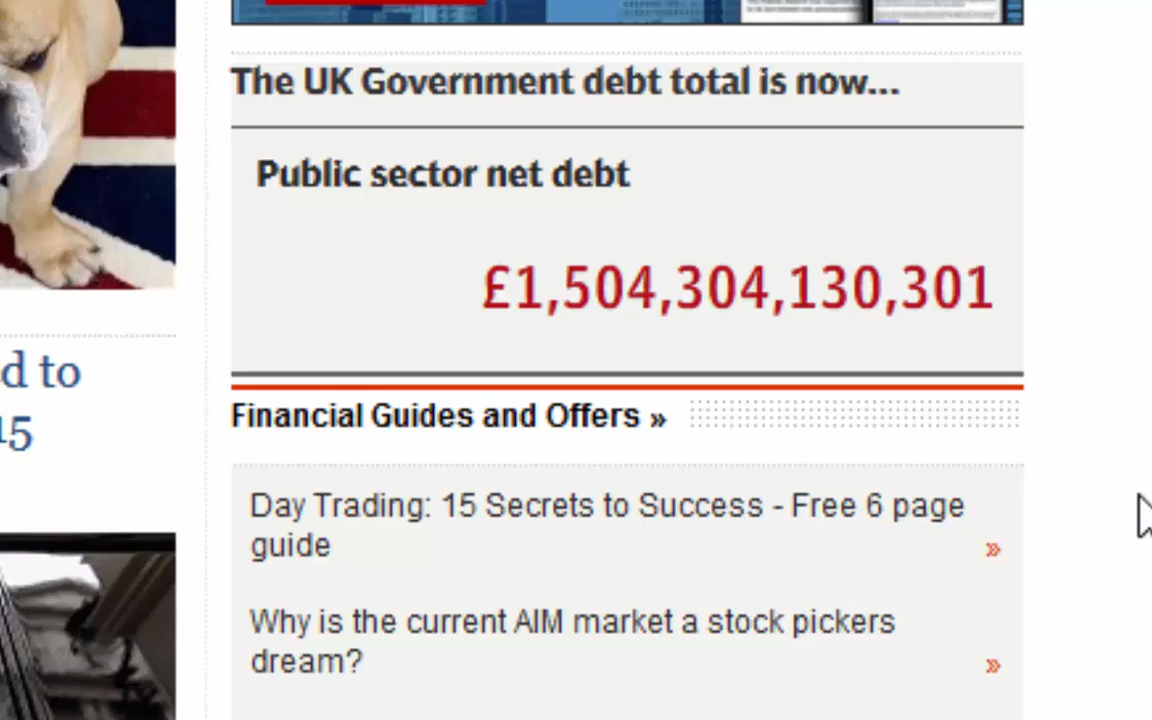 The UK Government debt total is now...
Public sector net debt
£1,504,304,130,301
d to
15
Financial Guides and Offers »
Day Trading: 15 Secrets to Success - Free 6 page
guide »
Why is the current AIM market a stock pickers
dream? »